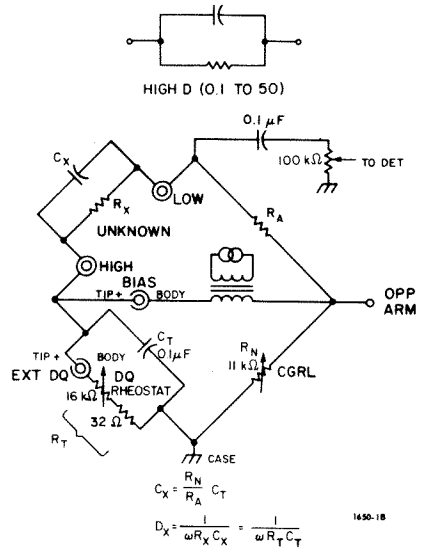 HIGH D (0.1 TO 50)
0.1 µF
100 kΩ
TO DET
CX
LOW
RX
RA
UNKNOWN
HIGH
BIAS
TIP+
BODY
OPP
ARM
CT
0.1µF
RN
11 kΩ
CGRL
TIP+
BODY
EXT DQ
DQ
RHEOSTAT
16 kΩ
32 Ω
RT
CASE
CX = RN/RA CT
DX = 1/ωRXCX = 1/ωRTCT
1650-1B